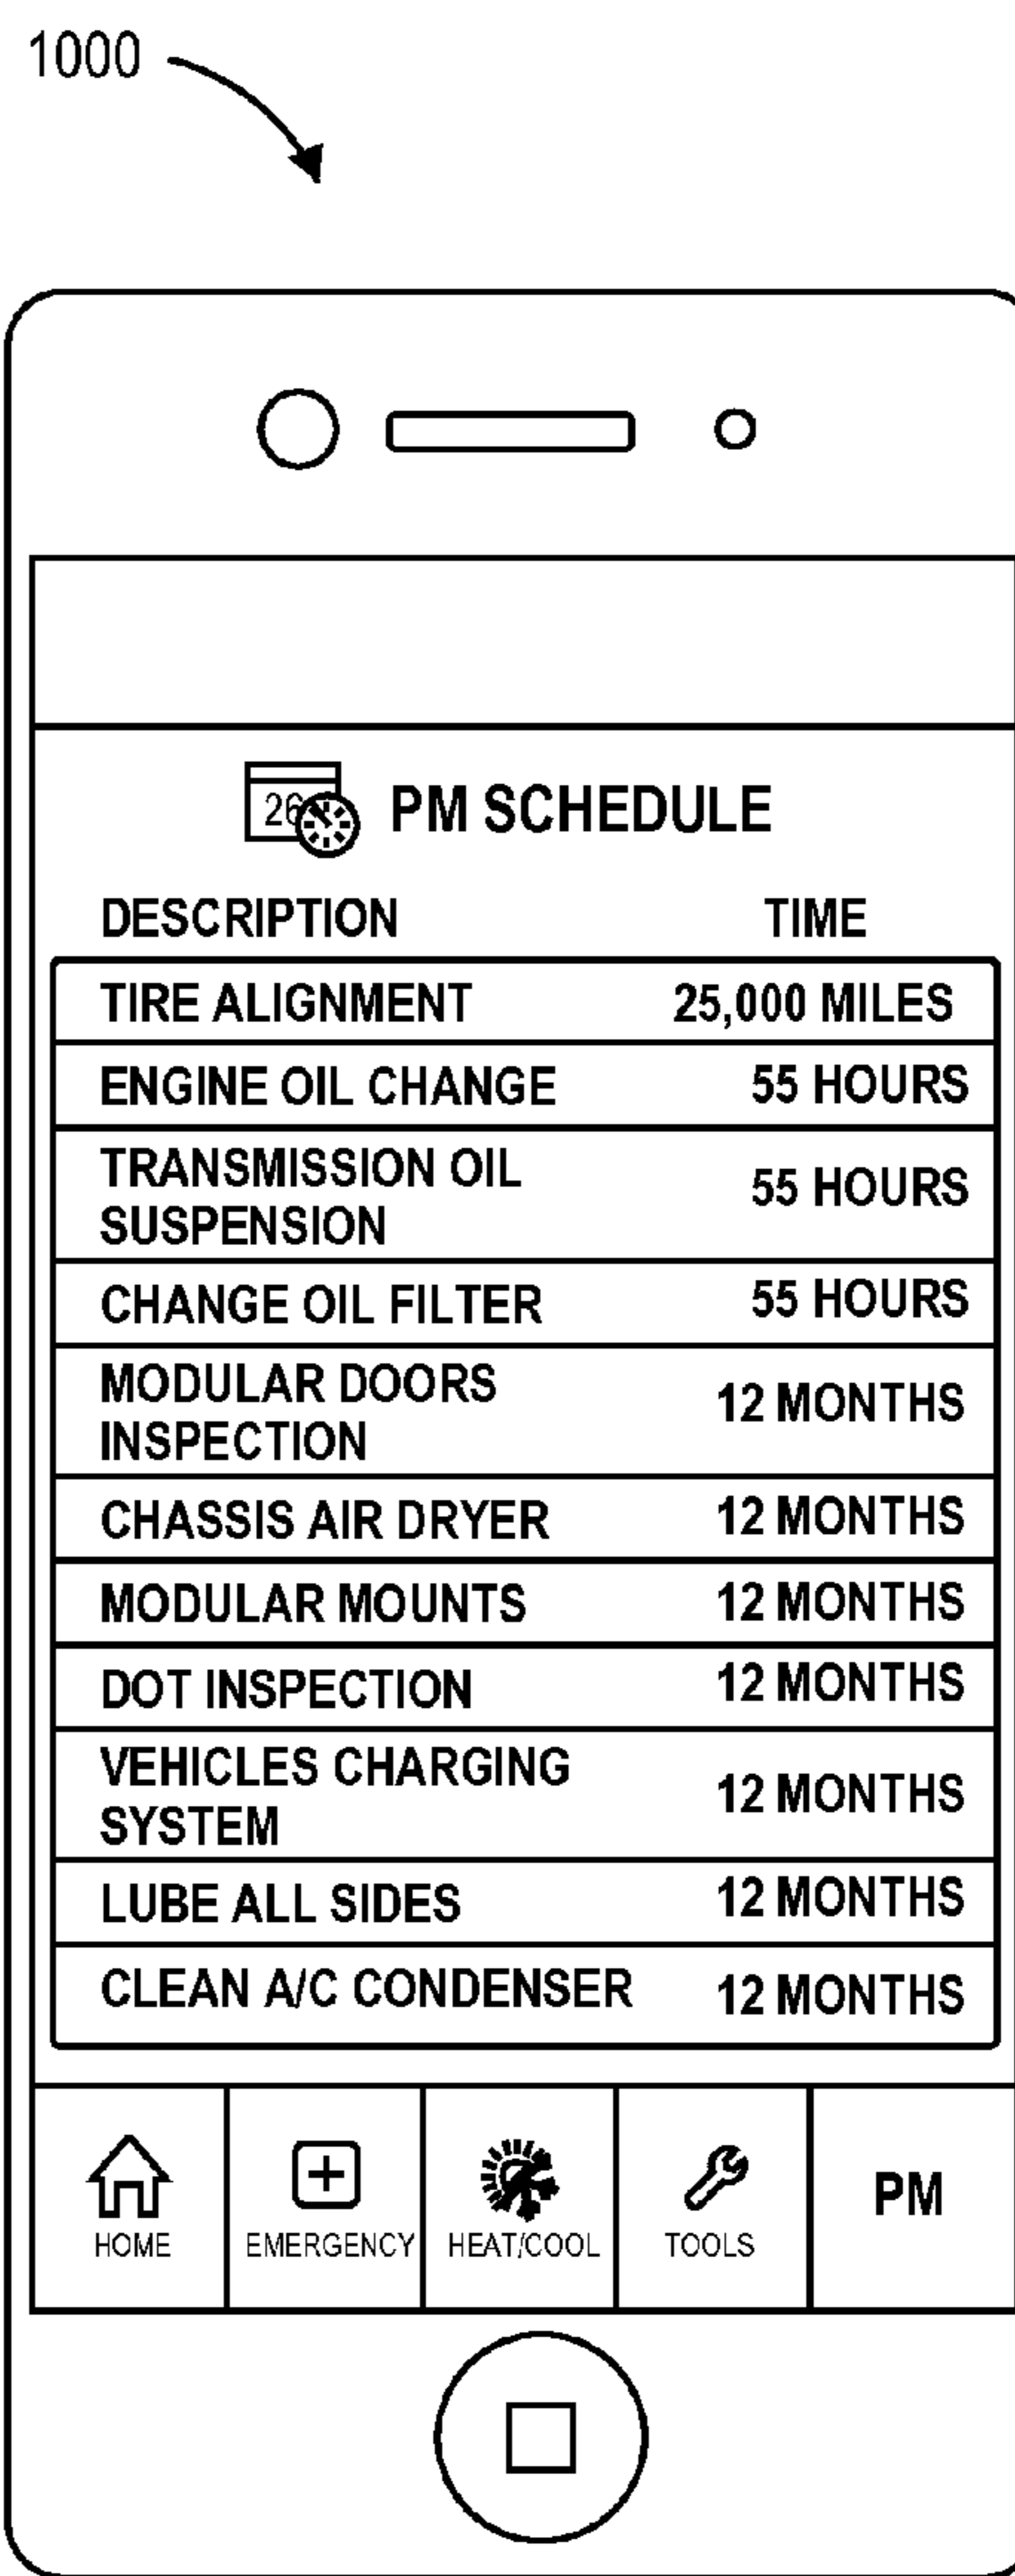 1000
26
PM SCHEDULE
DESCRIPTION TIME
TIRE ALIGNMENT 25,000 MILES
ENGINE OIL CHANGE 55 HOURS
TRANSMISSION OIL
SUSPENSION 55 HOURS
CHANGE OIL FILTER 55 HOURS
MODULAR DOORS
INSPECTION 12 MONTHS
CHASSIS AIR DRYER 12 MONTHS
MODULAR MOUNTS 12 MONTHS
DOT INSPECTION 12 MONTHS
VEHICLES CHARGING
SYSTEM 12 MONTHS
LUBE ALL SIDES 12 MONTHS
CLEAN A/C CONDENSER 12 MONTHS
HOME EMERGENCY HEAT/COOL TOOLS PM